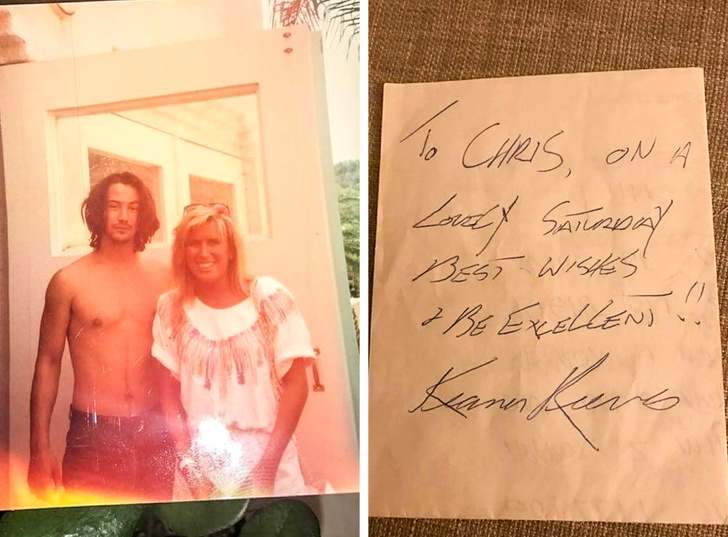 To CHRIS, ON A
LOVELY SATURDAY
BEST WISHES
& BE EXCELLENT!!
Keanu Reeves